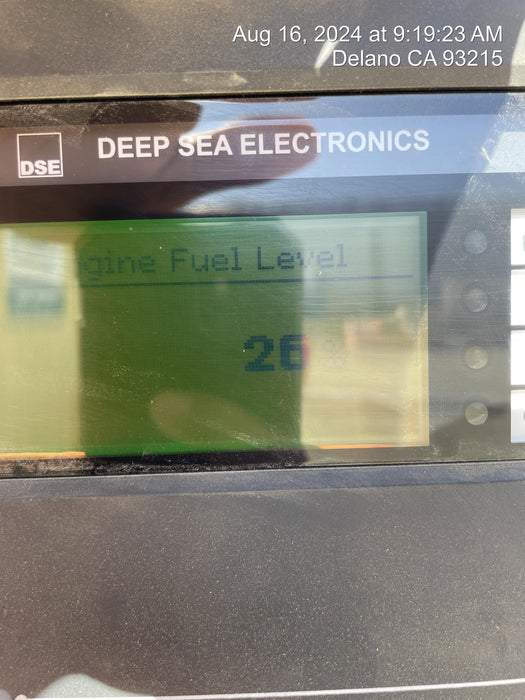 Aug 16, 2024 at 9:19:23 AM
Delano CA 93215
DSE
DEEP SEA ELECTRONICS
gine Fuel Level
26 %